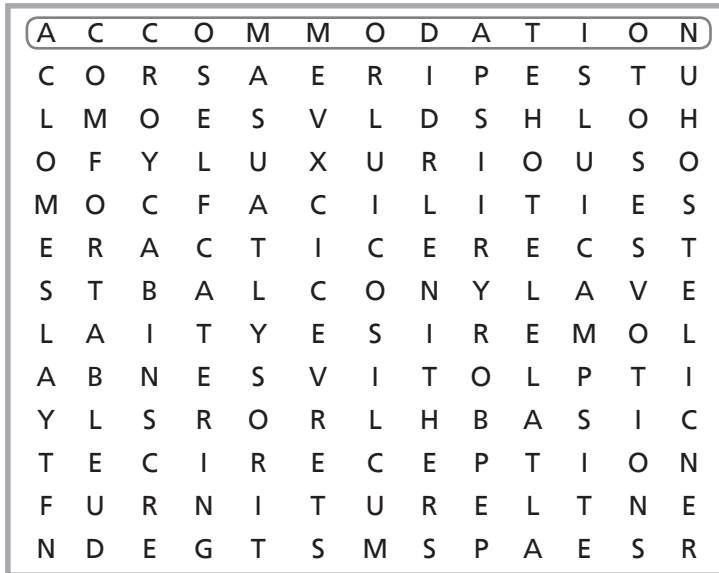 A C C O M M O D A T I O N
C O R S A E R I P E S T U
L M O E S V L D S H L O H
O F Y L U X U R I O U S O
M O C F A C I L I T I E S
E R A C T I C E R E C S T
S T B A L C O N Y L A V E
L A I T Y E S I R E M O L
A B N E S V I T O L P T I
Y L S R O R L H B A S I C
T E C I R E C E P T I O N
F U R N I T U R E L T N E
N D E G T S M S P A E S R